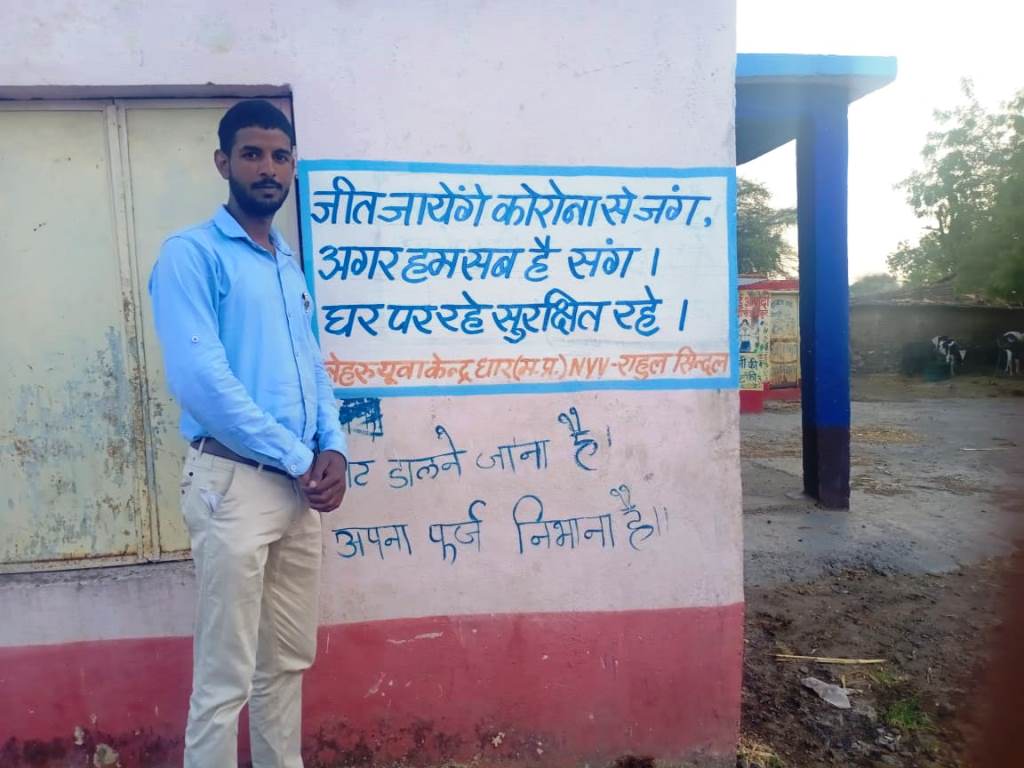 जीत जायेंगे कोरोना से जंग,
अगर हम सब है संग ।
घर पर रहे सुरक्षित रहे ।
नेहरु यूवा केन्द्र धार(म.प्र.) NYV-राहुल सिन्दल
डालने जाना है।
अपना फर्ज निभाना है।।